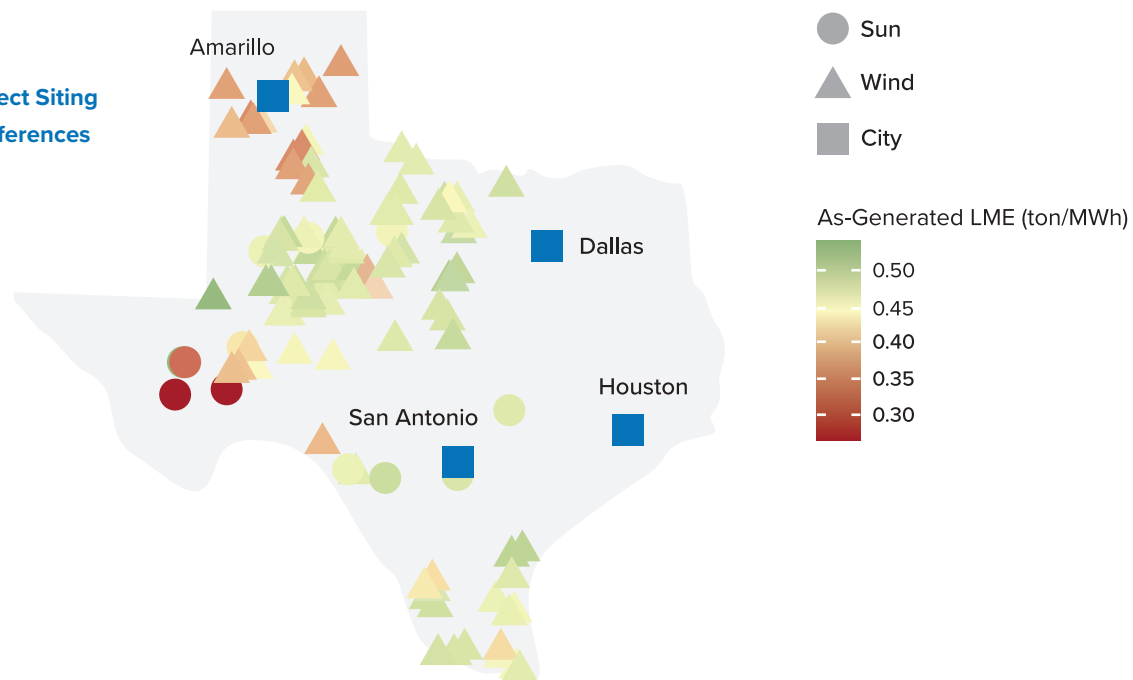 Amarillo
ect Siting
ferences
Dallas
Houston
San Antonio
Sun
Wind
City
As-Generated LME (ton/MWh)
0.50
0.45
0.40
0.35
0.30